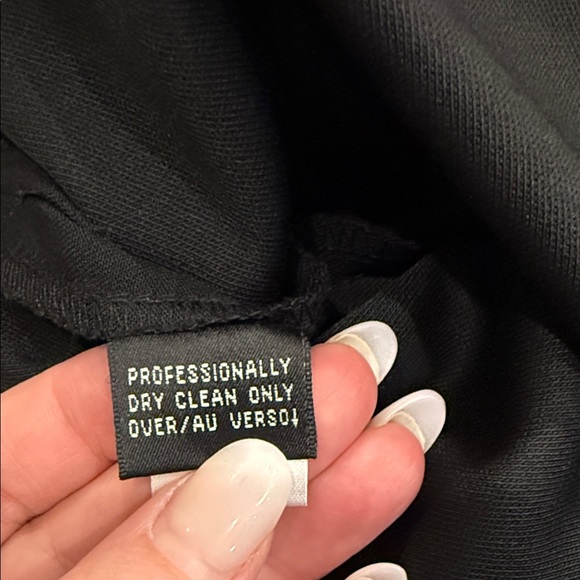 PROFESSIONALLY
DRY CLEAN ONLY
OVER/AU VERSO↓